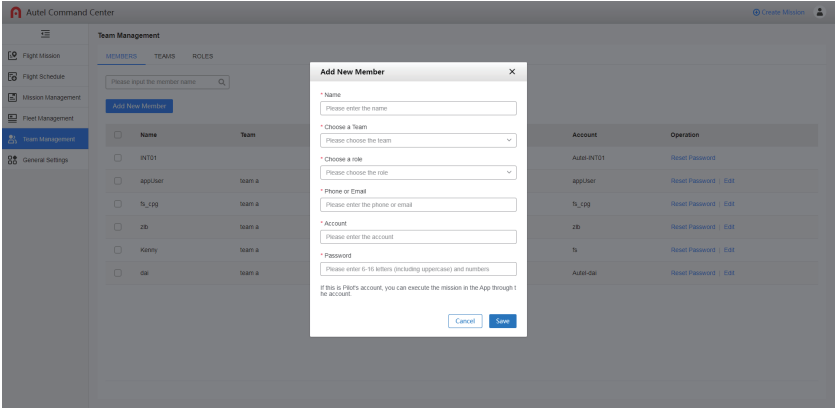 Autel Command Center
Create Mission
Flight Mission
Flight Schedule
Mission Management
Fleet Management
Team Management
General Settings
Team Management
MEMBERS TEAMS ROLES
Please input the member name
Add New Member
Name Team Account Operation
INT01 Autel-INT01 Reset Password
appUser team a appUser Reset Password | Edit
fs_cpg team a fs_cpg Reset Password | Edit
zlb team a zlb Reset Password | Edit
Kenny team a fs Reset Password | Edit
dai team a Autel-dai Reset Password | Edit
Add New Member
* Name
Please enter the name
* Choose a Team
Please choose the team
* Choose a role
Please choose the role
* Phone or Email
Please enter the phone or email
* Account
Please enter the account
* Password
Please enter 6-16 letters (including uppercase) and numbers
If this is Pilot's account, you can execute the mission in the App through t
he account.
Cancel Save